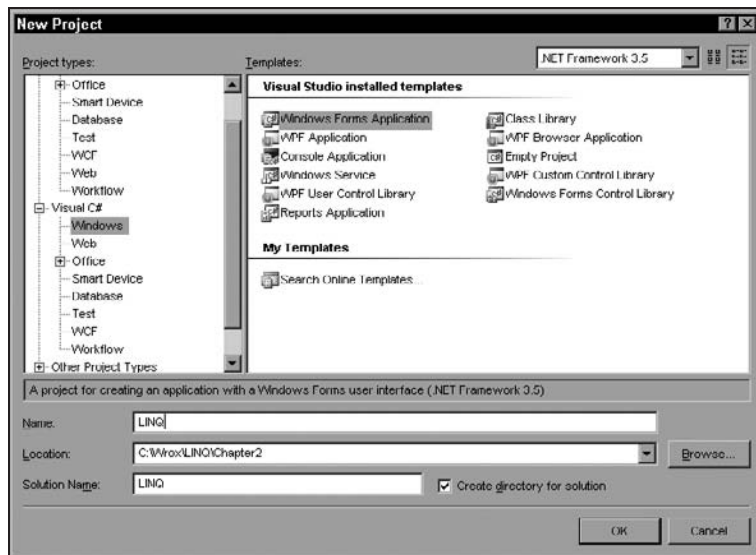 New Project
Project types:
Templates:
.NET Framework 3.5
Office
Smart Device
Database
Test
WCF
Web
Workflow
Visual C#
Windows
Web
Office
Smart Device
Database
Test
WCF
Workflow
Other Project Types
Visual Studio installed templates
Windows Forms Application
WPF Application
Console Application
Windows Service
WPF User Control Library
Reports Application
Class Library
WPF Browser Application
Empty Project
WPF Custom Control Library
Windows Forms Control Library
My Templates
Search Online Templates...
A project for creating an application with a Windows Forms user interface (.NET Framework 3.5)
Name:
LINQ
Location:
C:\Wrox\LINQ\Chapter2
Browse...
Solution Name:
LINQ
Create directory for solution
OK
Cancel